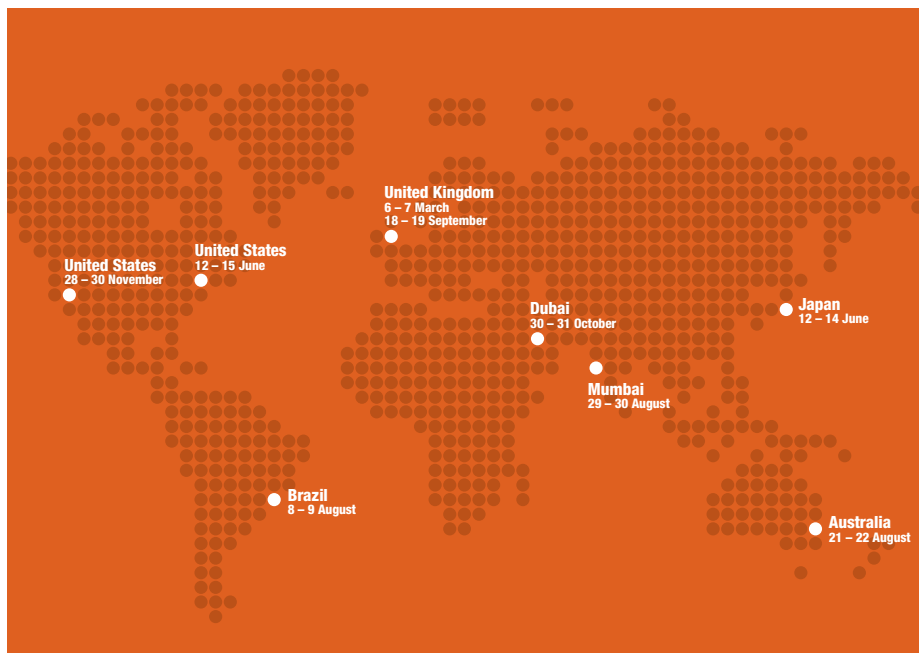 United Kingdom
6 – 7 March
18 – 19 September
United States
12 – 15 June
United States
28 – 30 November
Dubai
30 – 31 October
Japan
12 – 14 June
Mumbai
29 – 30 August
Brazil
8 – 9 August
Australia
21 – 22 August